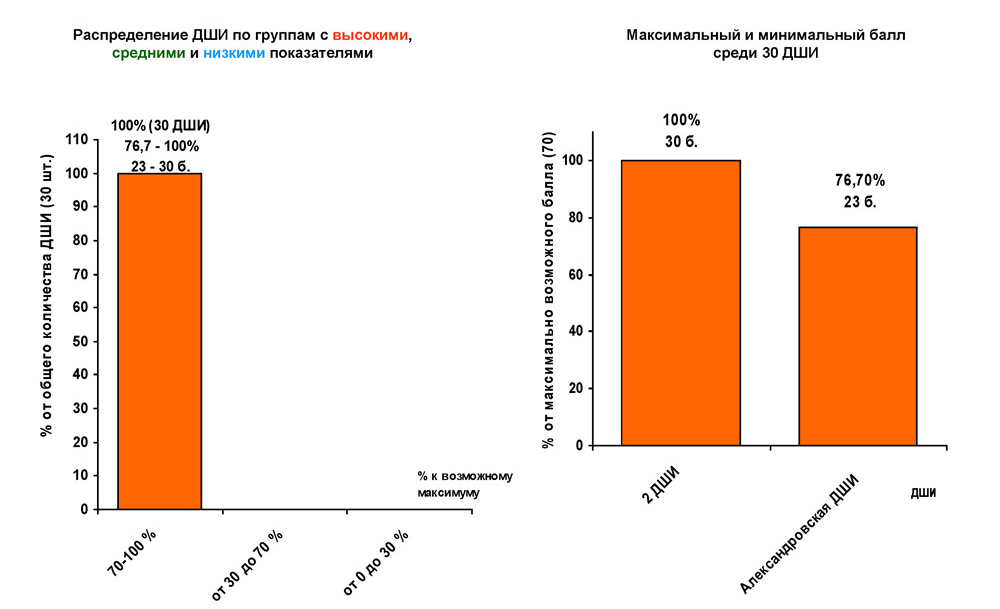 Распределение ДШИ по группам с высокими,
средними и низкими показателями
% от общего количества ДШИ (30 шт.)
110
100
90
80
70
60
50
40
30
20
10
0
100% (30 ДШИ)
76,7 - 100%
23 - 30 б.
% к возможному
максимуму
70-100 %
от 30 до 70 %
от 0 до 30 %
Максимальный и минимальный балл
среди 30 ДШИ
% от максимально возможного балла (70)
100
80
60
40
20
0
100%
30 б.
76,70%
23 б.
2 ДШИ
Александровская ДШИ
ДШИ